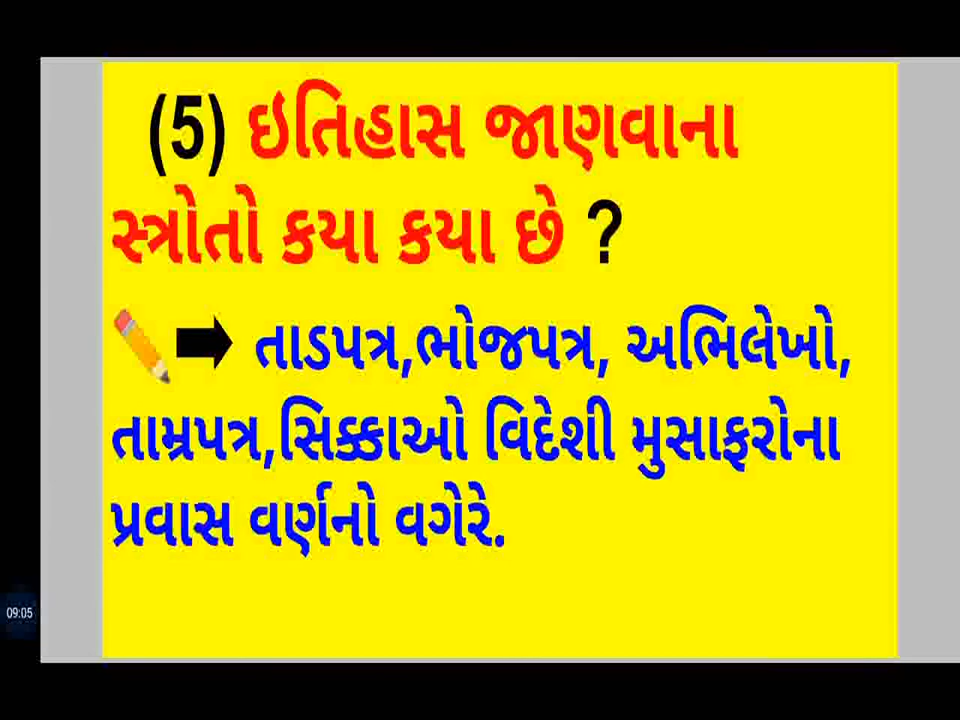 (5) ઇતિહાસ જાણવાના
સ્ત્રોતો કયા કયા છે ?
તાડપત્ર,ભોજપત્ર, અભિલેખો,
તામ્રપત્ર,સિક્કાઓ વિદેશી મુસાફરોના
પ્રવાસ વર્ણનો વગેરે.
09:05